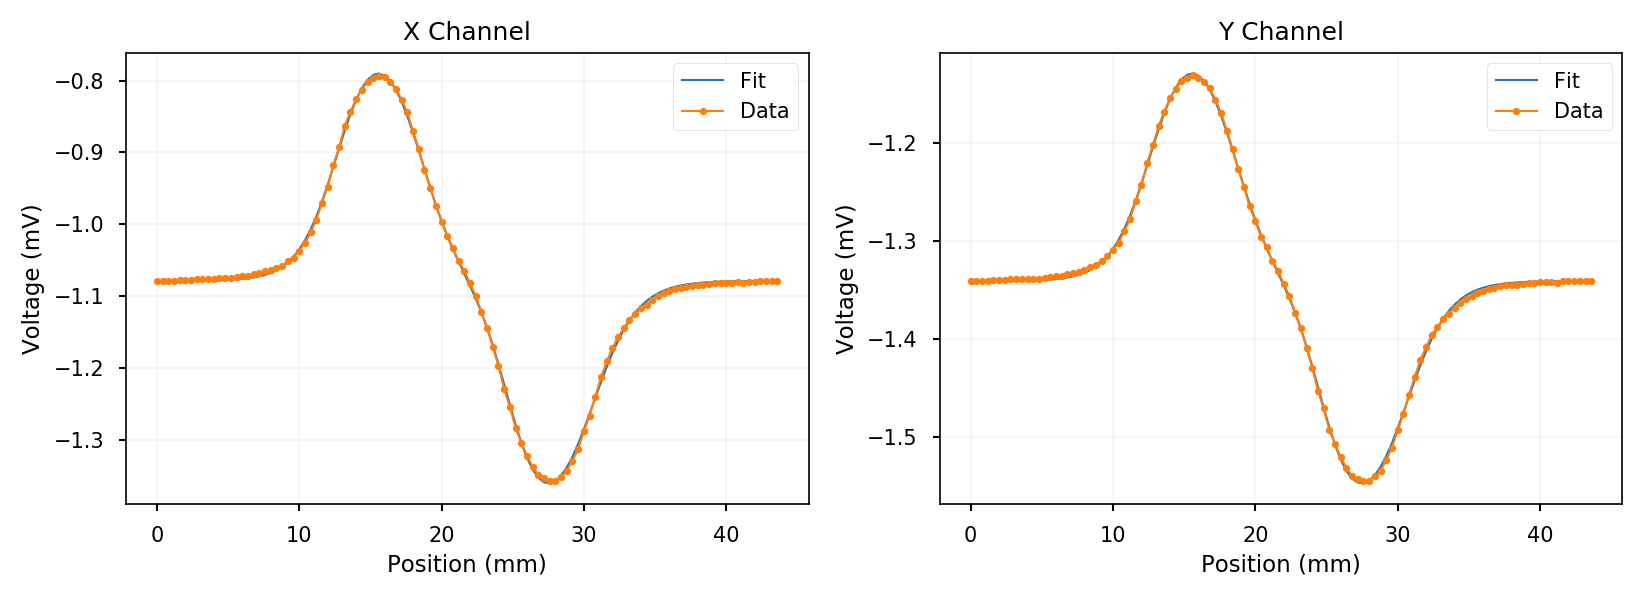 X Channel
Voltage (mV)
−0.8
−0.9
−1.0
−1.1
−1.2
−1.3
0
10
20
30
40
Position (mm)
Fit
Data
Y Channel
Voltage (mV)
−1.2
−1.3
−1.4
−1.5
0
10
20
30
40
Position (mm)
Fit
Data